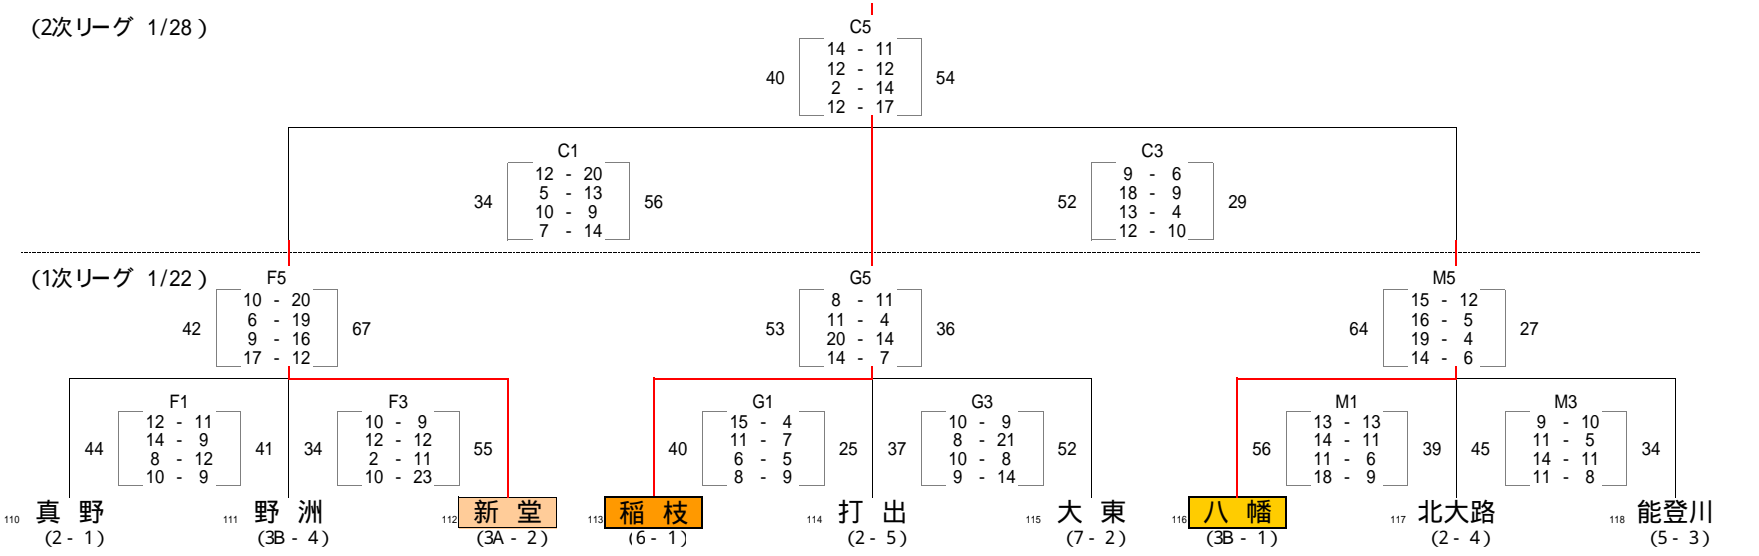 (2次リーグ 1/28)
C5
14 - 11
12 - 12
40 54
2 - 14
12 - 17
C1 C3
12 - 20 9 - 6
5 - 13 18 - 9
34 56 52 29
10 - 9 13 - 4
7 - 14 12 - 10
(1次リーグ 1/22)
F5 G5 M5
10 - 20 8 - 11 15 - 12
6 - 19 11 - 4 16 - 5
42 67 53 36 64 27
9 - 16 20 - 14 19 - 4
17 - 12 14 - 7 14 - 6
F1 F3 G1 G3 M1 M3
12 - 11 10 - 9 15 - 4 10 - 9 13 - 13 9 - 10
14 - 9 12 - 12 11 - 7 8 - 21 14 - 11 11 - 5
44 41 34 55 40 25 37 52 56 39 45 34
8 - 12 2 - 11 6 - 5 10 - 8 11 - 6 14 - 11
10 - 9 10 - 23 8 - 9 9 - 14 18 - 9 11 - 8
110 真野 111 野洲 112 新堂 113 稲枝 114 打出 115 大東 116 八幡 117 北大路 118 能登川
(2-1) (3B-4) (3A-2) (6-1) (2-5) (7-2) (3B-1) (2-4) (5-3)